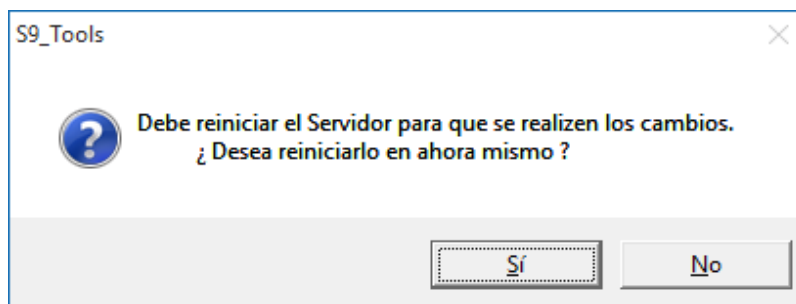 S9_Tools
Debe reiniciar el Servidor para que se realizen los cambios.
¿ Desea reiniciarlo en ahora mismo ?
Sí
No